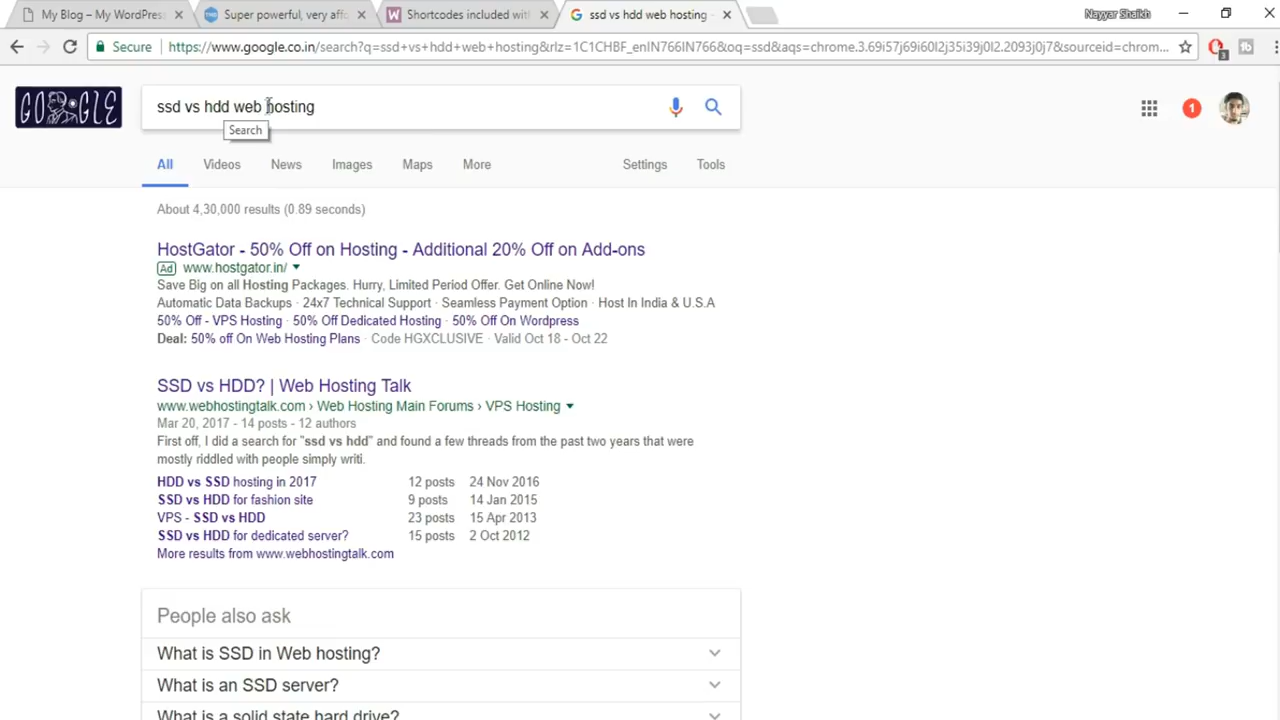 My Blog – My WordPres
Super powerful, very affo
Shortcodes included wit
ssd vs hdd web hosting
Nayyar Shaikh
Secure
https://www.google.co.in/search?q=ssd+vs+hdd+web+hosting&rlz=1C1CHBF_enIN766IN766&oq=ssd&aqs=chrome.3.69i57j69i60l2j35i39j0l2.2093j0j7&sourceid=chrom...
3
GOOGLE
ssd vs hdd web hosting
1
Search
All Videos News Images Maps More Settings Tools
About 4,30,000 results (0.89 seconds)
HostGator - 50% Off on Hosting - Additional 20% Off on Add-ons
Ad www.hostgator.in/
Save Big on all Hosting Packages. Hurry, Limited Period Offer. Get Online Now!
Automatic Data Backups · 24x7 Technical Support · Seamless Payment Option · Host In India & U.S.A
50% Off - VPS Hosting · 50% Off Dedicated Hosting · 50% Off On Wordpress
Deal: 50% off On Web Hosting Plans · Code HGXCLUSIVE · Valid Oct 18 - Oct 22
SSD vs HDD? | Web Hosting Talk
www.webhostingtalk.com › Web Hosting Main Forums › VPS Hosting
Mar 20, 2017 - 14 posts - 12 authors
First off, I did a search for "ssd vs hdd" and found a few threads from the past two years that were
mostly riddled with people simply writi.
HDD vs SSD hosting in 2017 12 posts 24 Nov 2016
SSD vs HDD for fashion site 9 posts 14 Jan 2015
VPS - SSD vs HDD 23 posts 15 Apr 2013
SSD vs HDD for dedicated server? 15 posts 2 Oct 2012
More results from www.webhostingtalk.com
People also ask
What is SSD in Web hosting?
What is an SSD server?
What is a solid state hard drive?